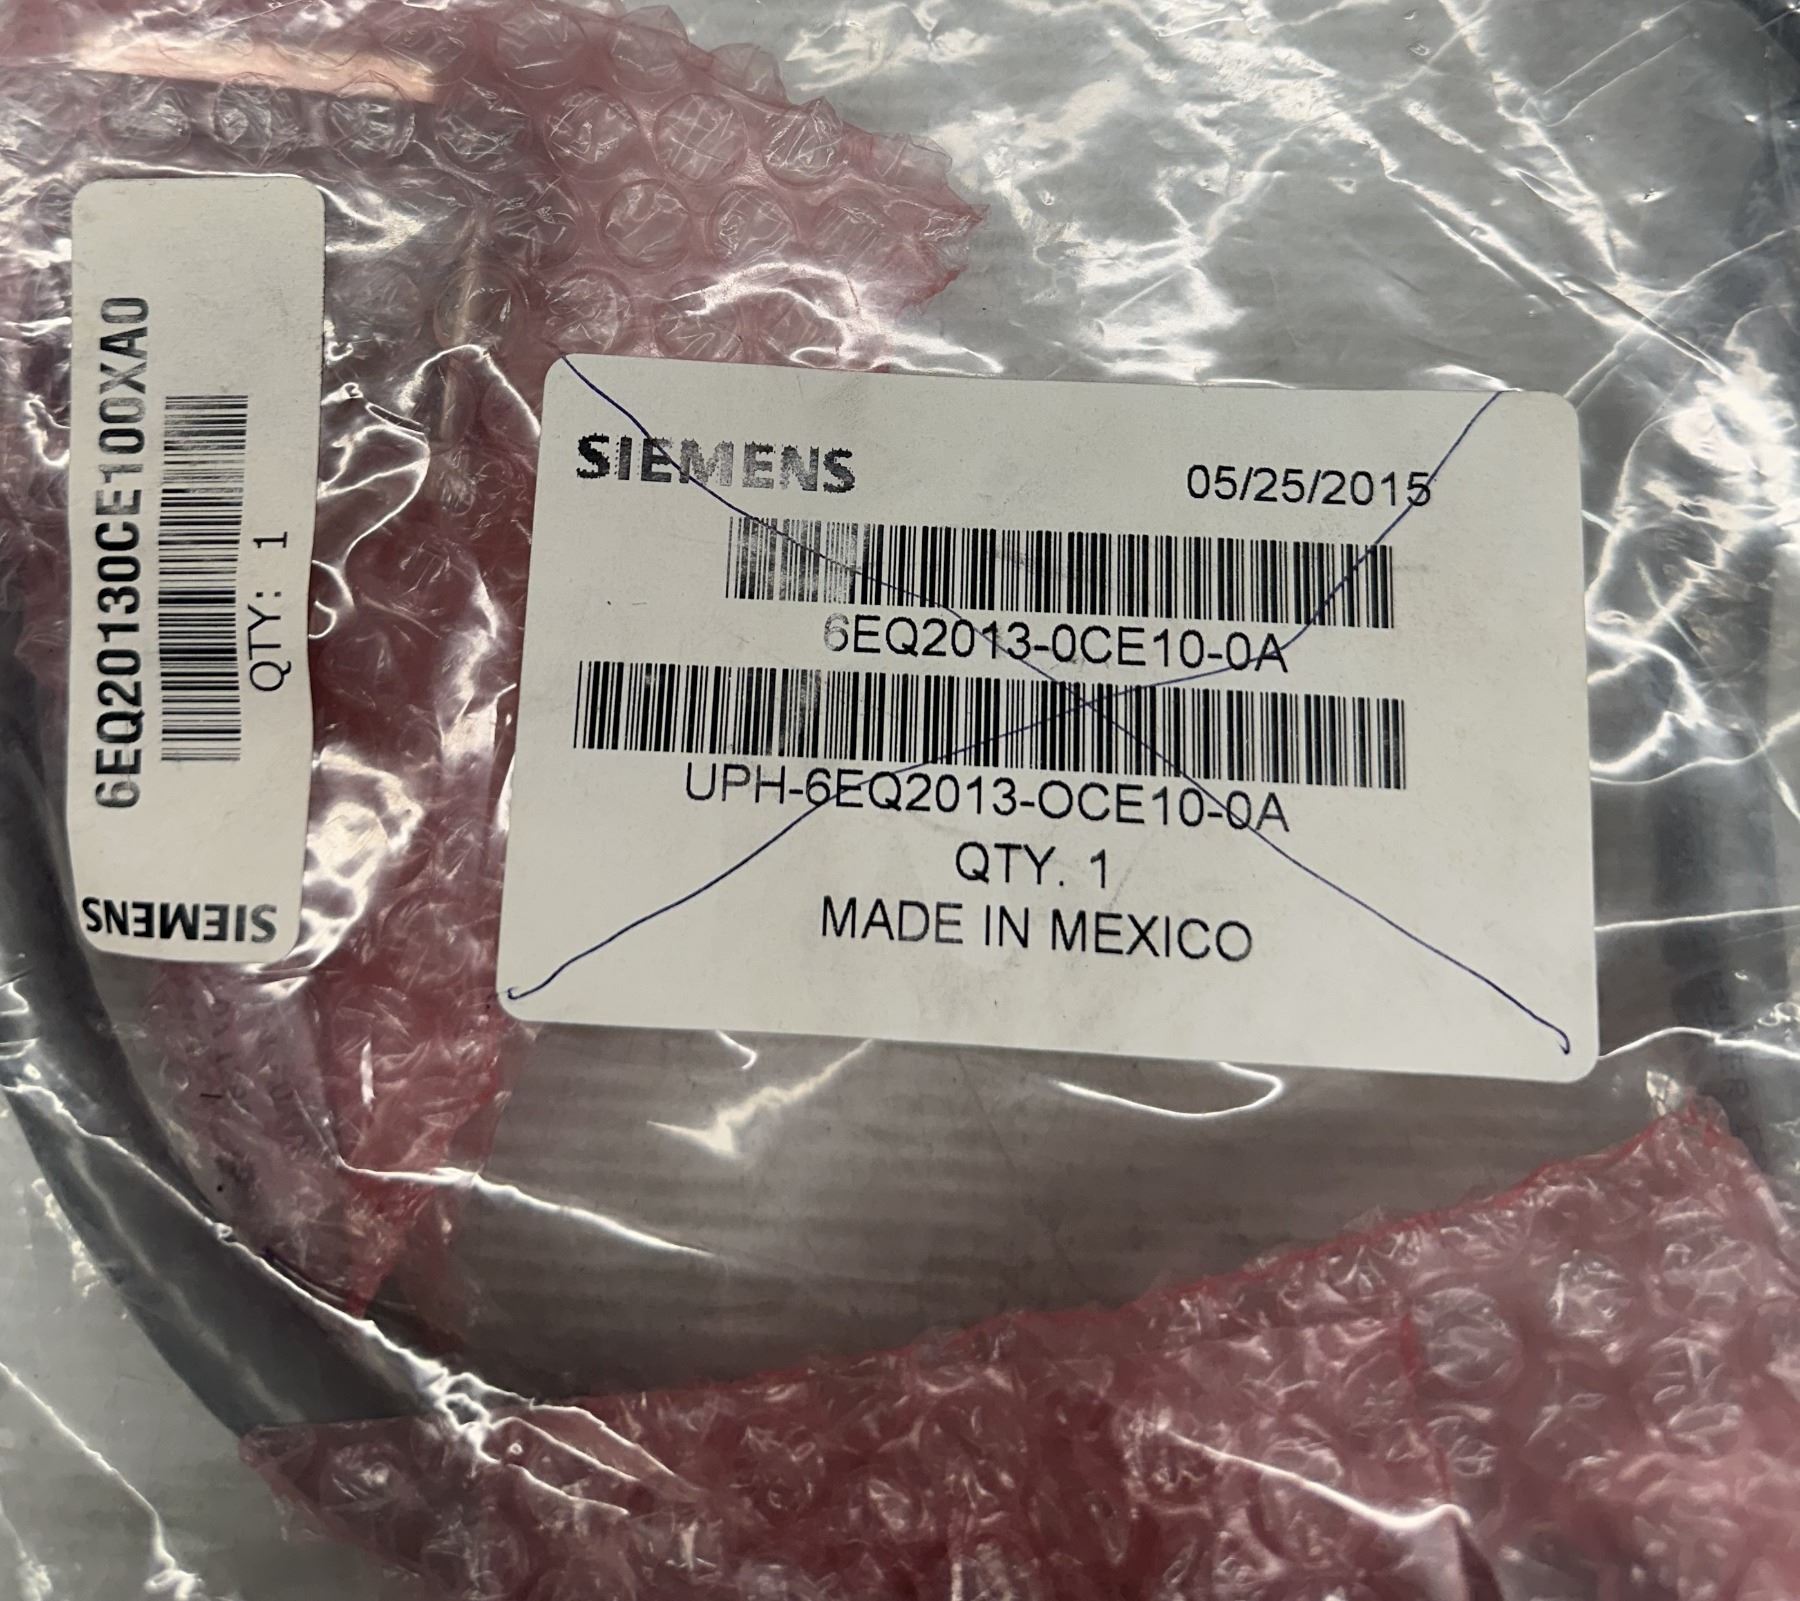 6EQ20130CE100XA0
QTY: 1
SIEMENS
SIEMENS
05/25/2015
6EQ2013-0CE10-0A
UPH-6EQ2013-OCE10-0A
QTY. 1
MADE IN MEXICO